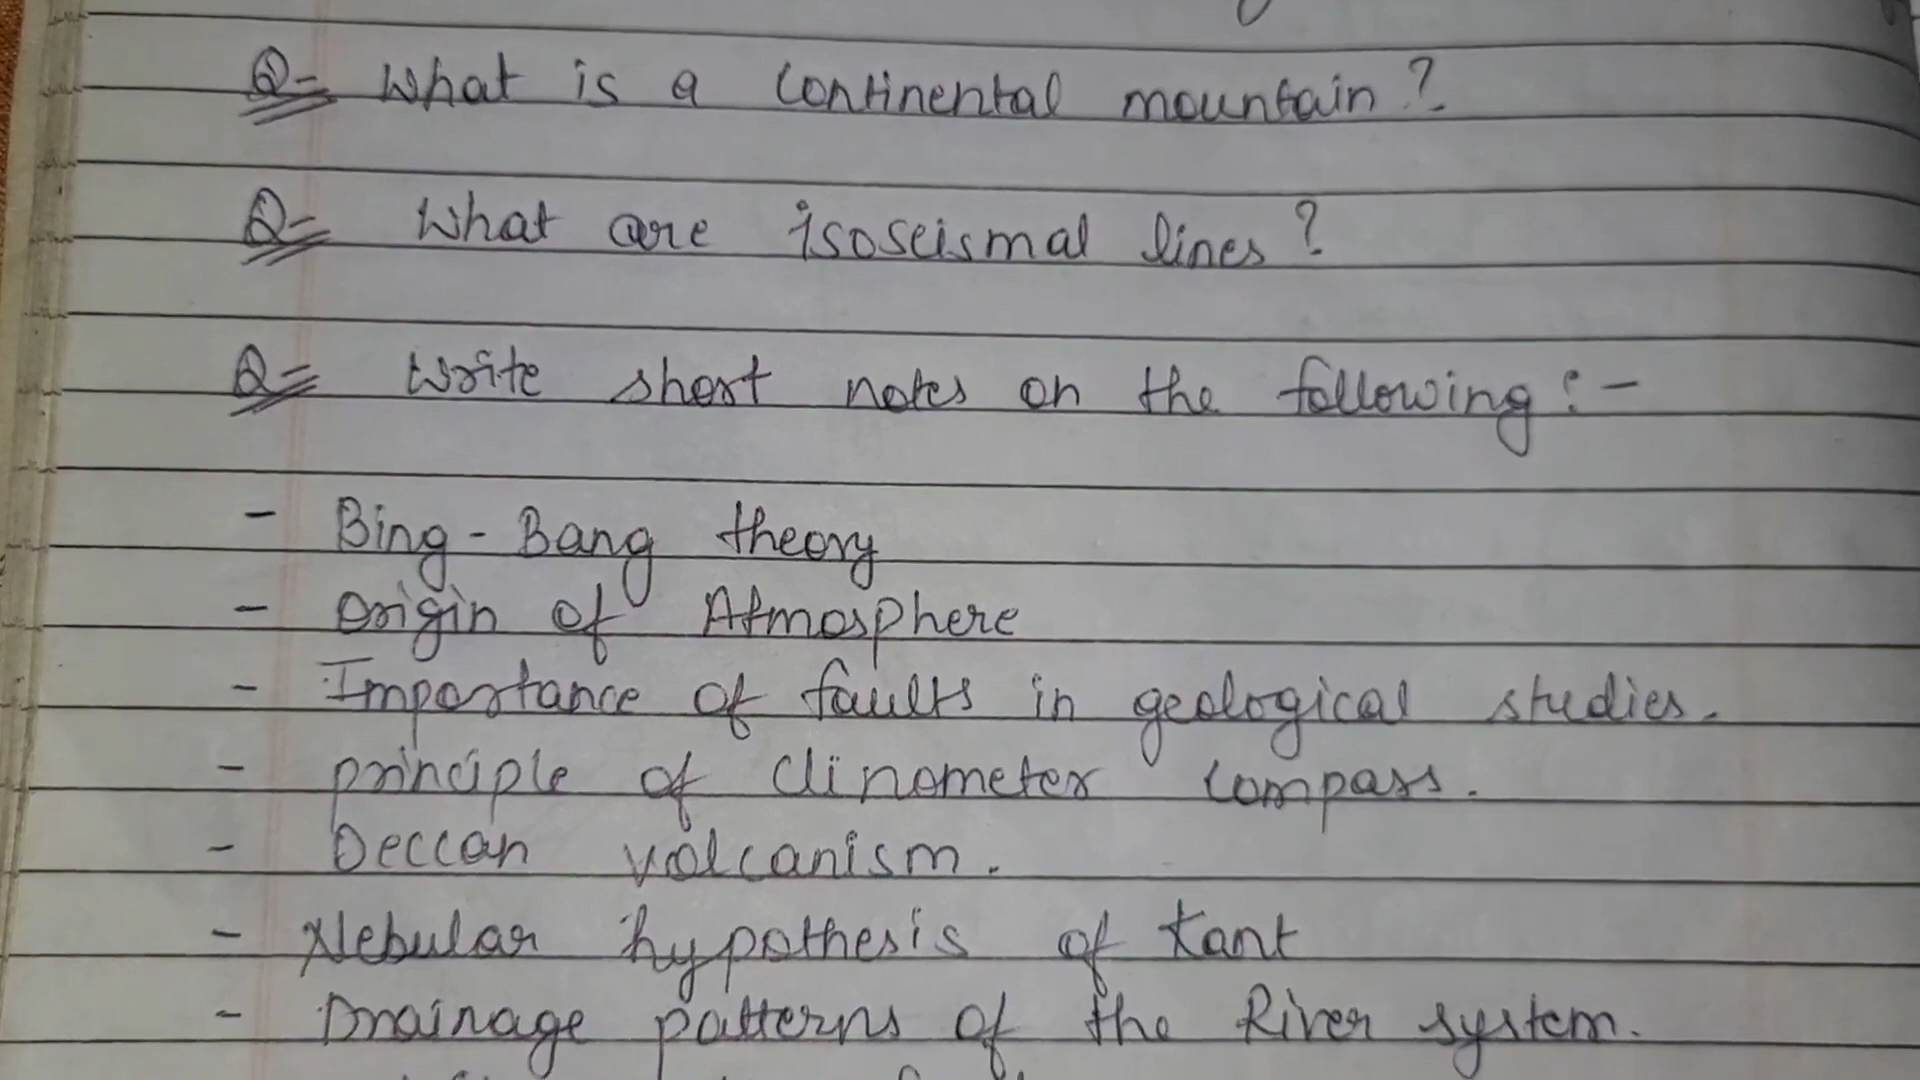 Q= What is a continental mountain?
Q= What are isoseismal lines?
Q= Write short notes on the following:-
- Bing-Bang theory
- Origin of Atmosphere
- Importance of faults in geological studies.
- principle of clinometer compass.
- Deccan volcanism.
- Nebular hypothesis of Kant
- Drainage patterns of the River system.